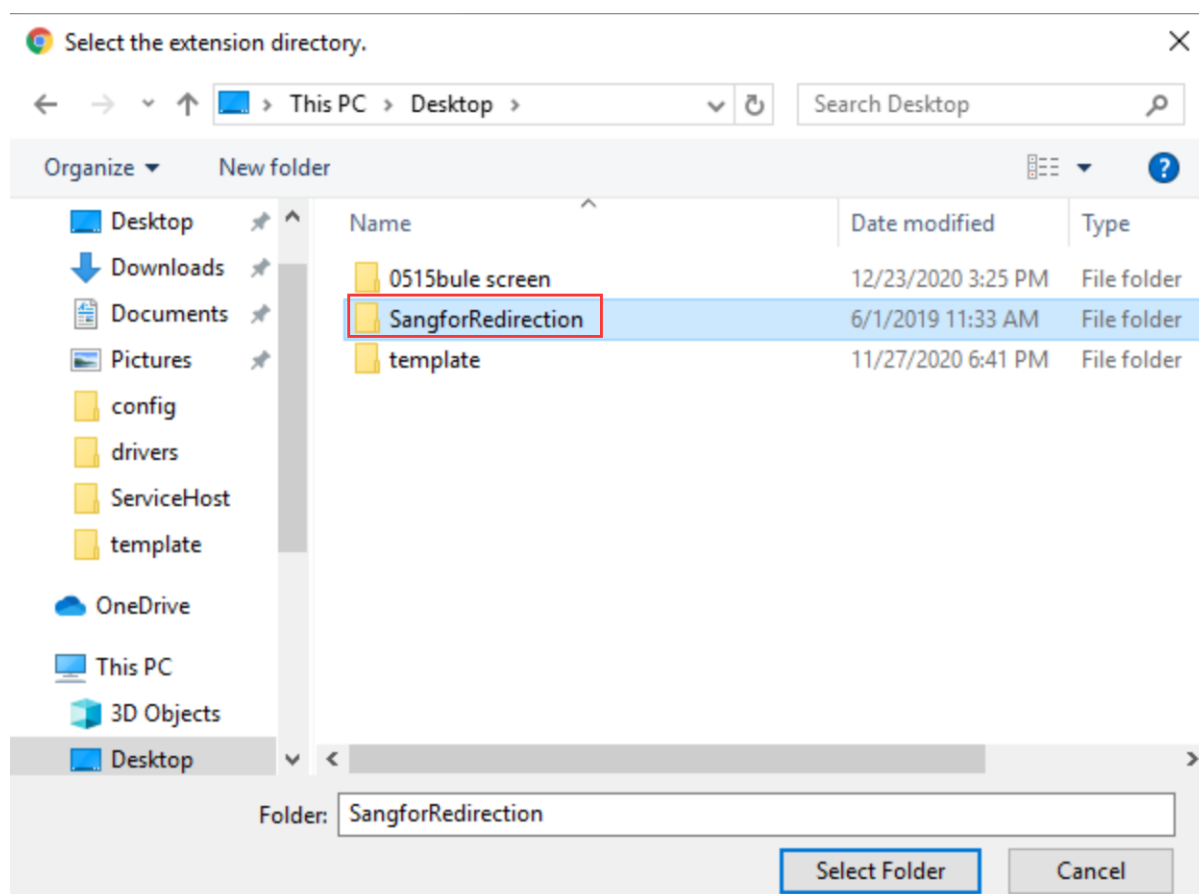 Select the extension directory.
This PC > Desktop >
Search Desktop
Organize
New folder
?
Desktop
Downloads
Documents
Pictures
config
drivers
ServiceHost
template
OneDrive
This PC
3D Objects
Desktop
Name Date modified Type
0515bule screen 12/23/2020 3:25 PM File folder
SangforRedirection 6/1/2019 11:33 AM File folder
template 11/27/2020 6:41 PM File folder
Folder: SangforRedirection
Select Folder Cancel